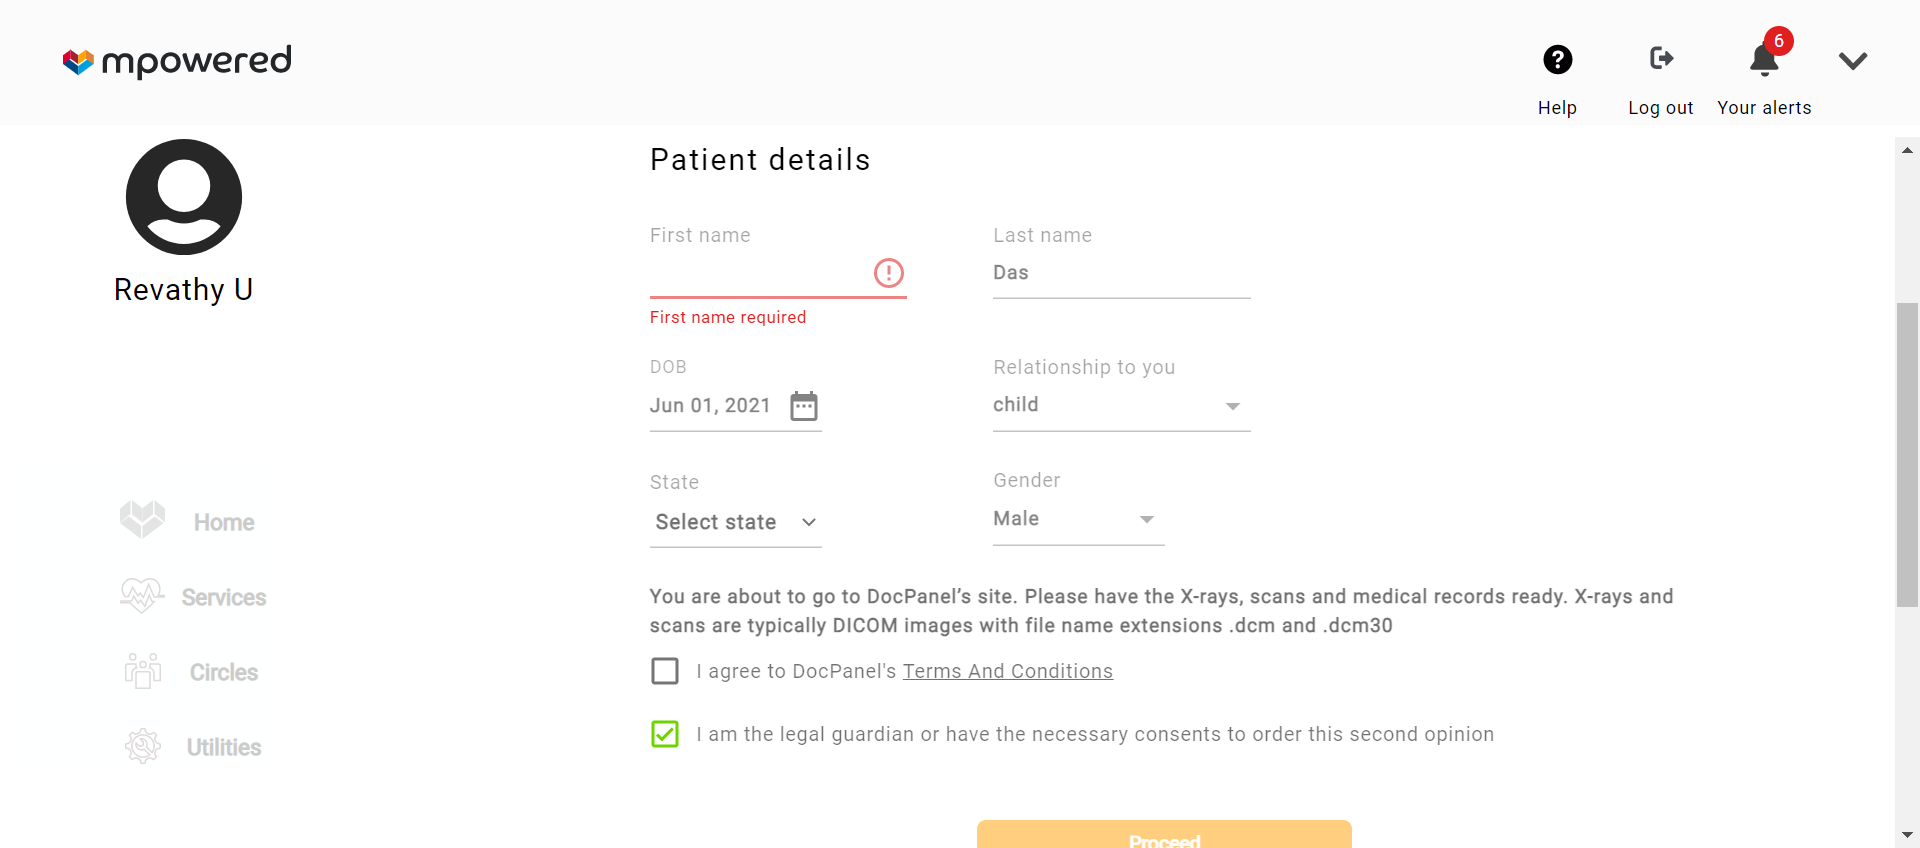 mpowered
6
Help
Log out
Your alerts
Revathy U
Home
Services
Circles
Utilities
Patient details
First name
Last name
Das
First name required
DOB
Relationship to you
Jun 01, 2021
child
State
Gender
Select state
Male
You are about to go to DocPanel’s site. Please have the X-rays, scans and medical records ready. X-rays and
scans are typically DICOM images with file name extensions .dcm and .dcm30
I agree to DocPanel's Terms And Conditions
I am the legal guardian or have the necessary consents to order this second opinion
Proceed